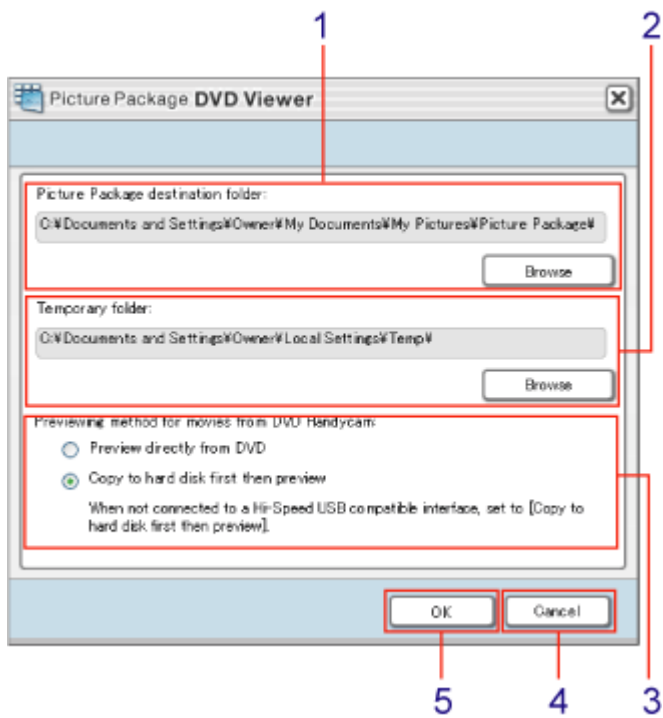 1
2
Picture Package DVD Viewer
Picture Package destination folder:
C:¥Documents and Settings¥Owner¥My Documents¥My Pictures¥Picture Package¥
Browse
Temporary folder:
C:¥Documents and Settings¥Owner¥Local Settings¥Temp¥
Browse
Previewing method for movies from DVD Handycam:
Preview directly from DVD
Copy to hard disk first then preview
When not connected to a Hi-Speed USB compatible interface, set to [Copy to
hard disk first then preview].
OK
Cancel
5
4
3